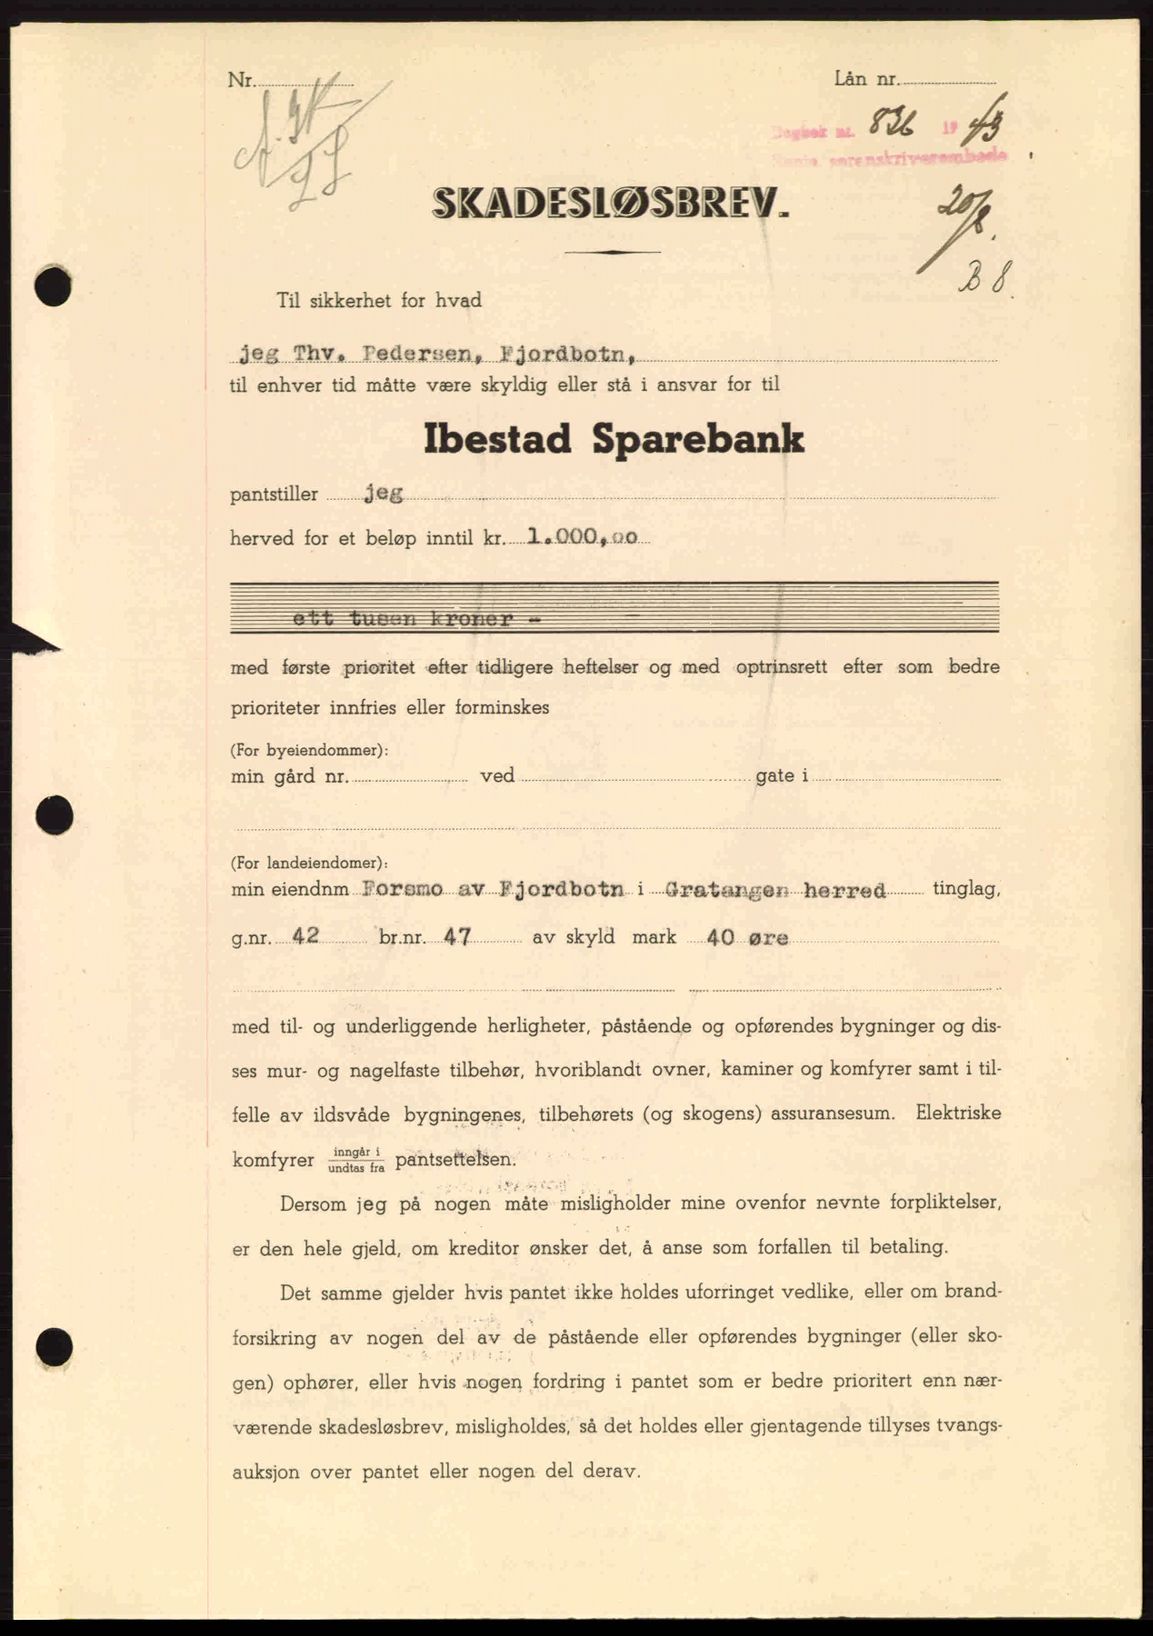 Nr. Lån nr.
Dagbok nr. 836 1943
sorenskriverembede
20/8.
B 8.
SKADESLØSBREV.
Til sikkerhet for hvad
jeg Thv. Pedersen, Fjordbotn,
til enhver tid måtte være skyldig eller stå i ansvar for til
Ibestad Sparebank
pantstiller jeg
herved for et beløp inntil kr. 1.000,oo
ett tusen kroner -
med første prioritet efter tidligere heftelser og med optrinsrett efter som bedre
prioriteter innfries eller forminskes
(For byeiendommer):
min gård nr. ved gate i
(For landeiendomer):
min eiendnm Forsmo av Fjordbotn i Gratangen herred tinglag,
g.nr. 42 br.nr. 47 av skyld mark 40 øre
med til- og underliggende herligheter, påstående og opførendes bygninger og dis-
ses mur- og nagelfaste tilbehør, hvoriblandt ovner, kaminer og komfyrer samt i til-
felle av ildsvåde bygningenes, tilbehørets (og skogens) assuransesum. Elektriske
komfyrer inngår i / undtas fra pantsettelsen.
Dersom jeg på nogen måte misligholder mine ovenfor nevnte forpliktelser,
er den hele gjeld, om kreditor ønsker det, å anse som forfallen til betaling.
Det samme gjelder hvis pantet ikke holdes uforringet vedlike, eller om brand-
forsikring av nogen del av de påstående eller opførendes bygninger (eller sko-
gen) ophører, eller hvis nogen fordring i pantet som er bedre prioritert enn nær-
værende skadesløsbrev, misligholdes, så det holdes eller gjentagende tillyses tvangs-
auksjon over pantet eller nogen del derav.